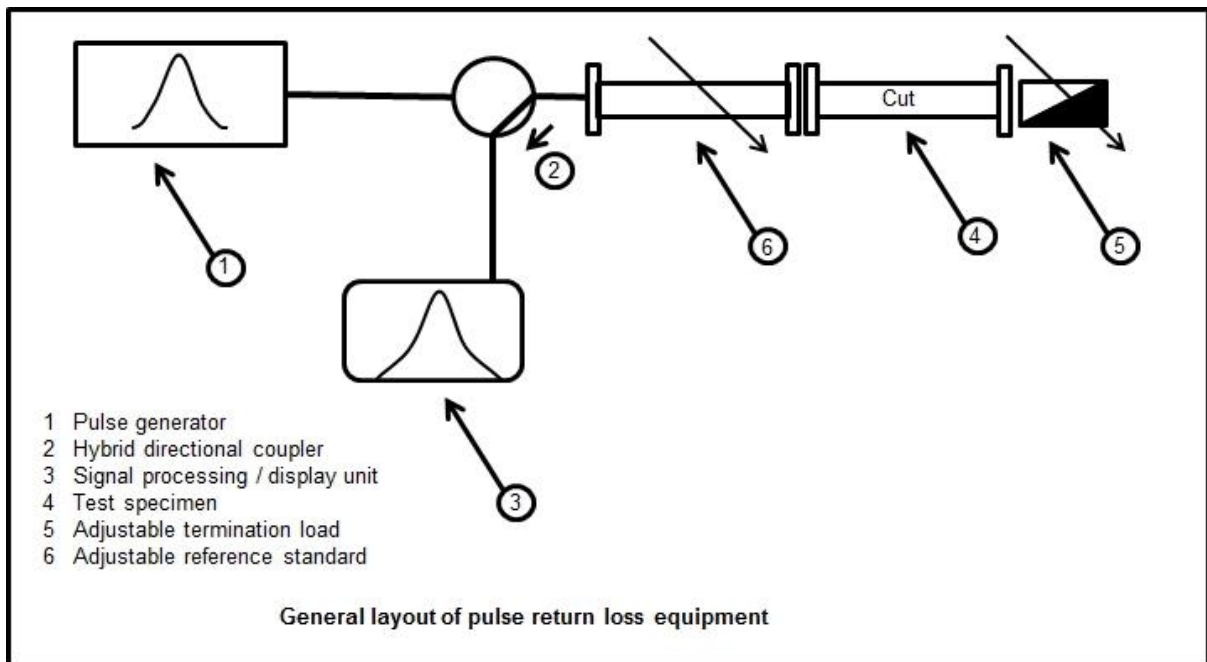 Cut
2
6
4
5
1
3
1 Pulse generator
2 Hybrid directional coupler
3 Signal processing / display unit
4 Test specimen
5 Adjustable termination load
6 Adjustable reference standard
General layout of pulse return loss equipment